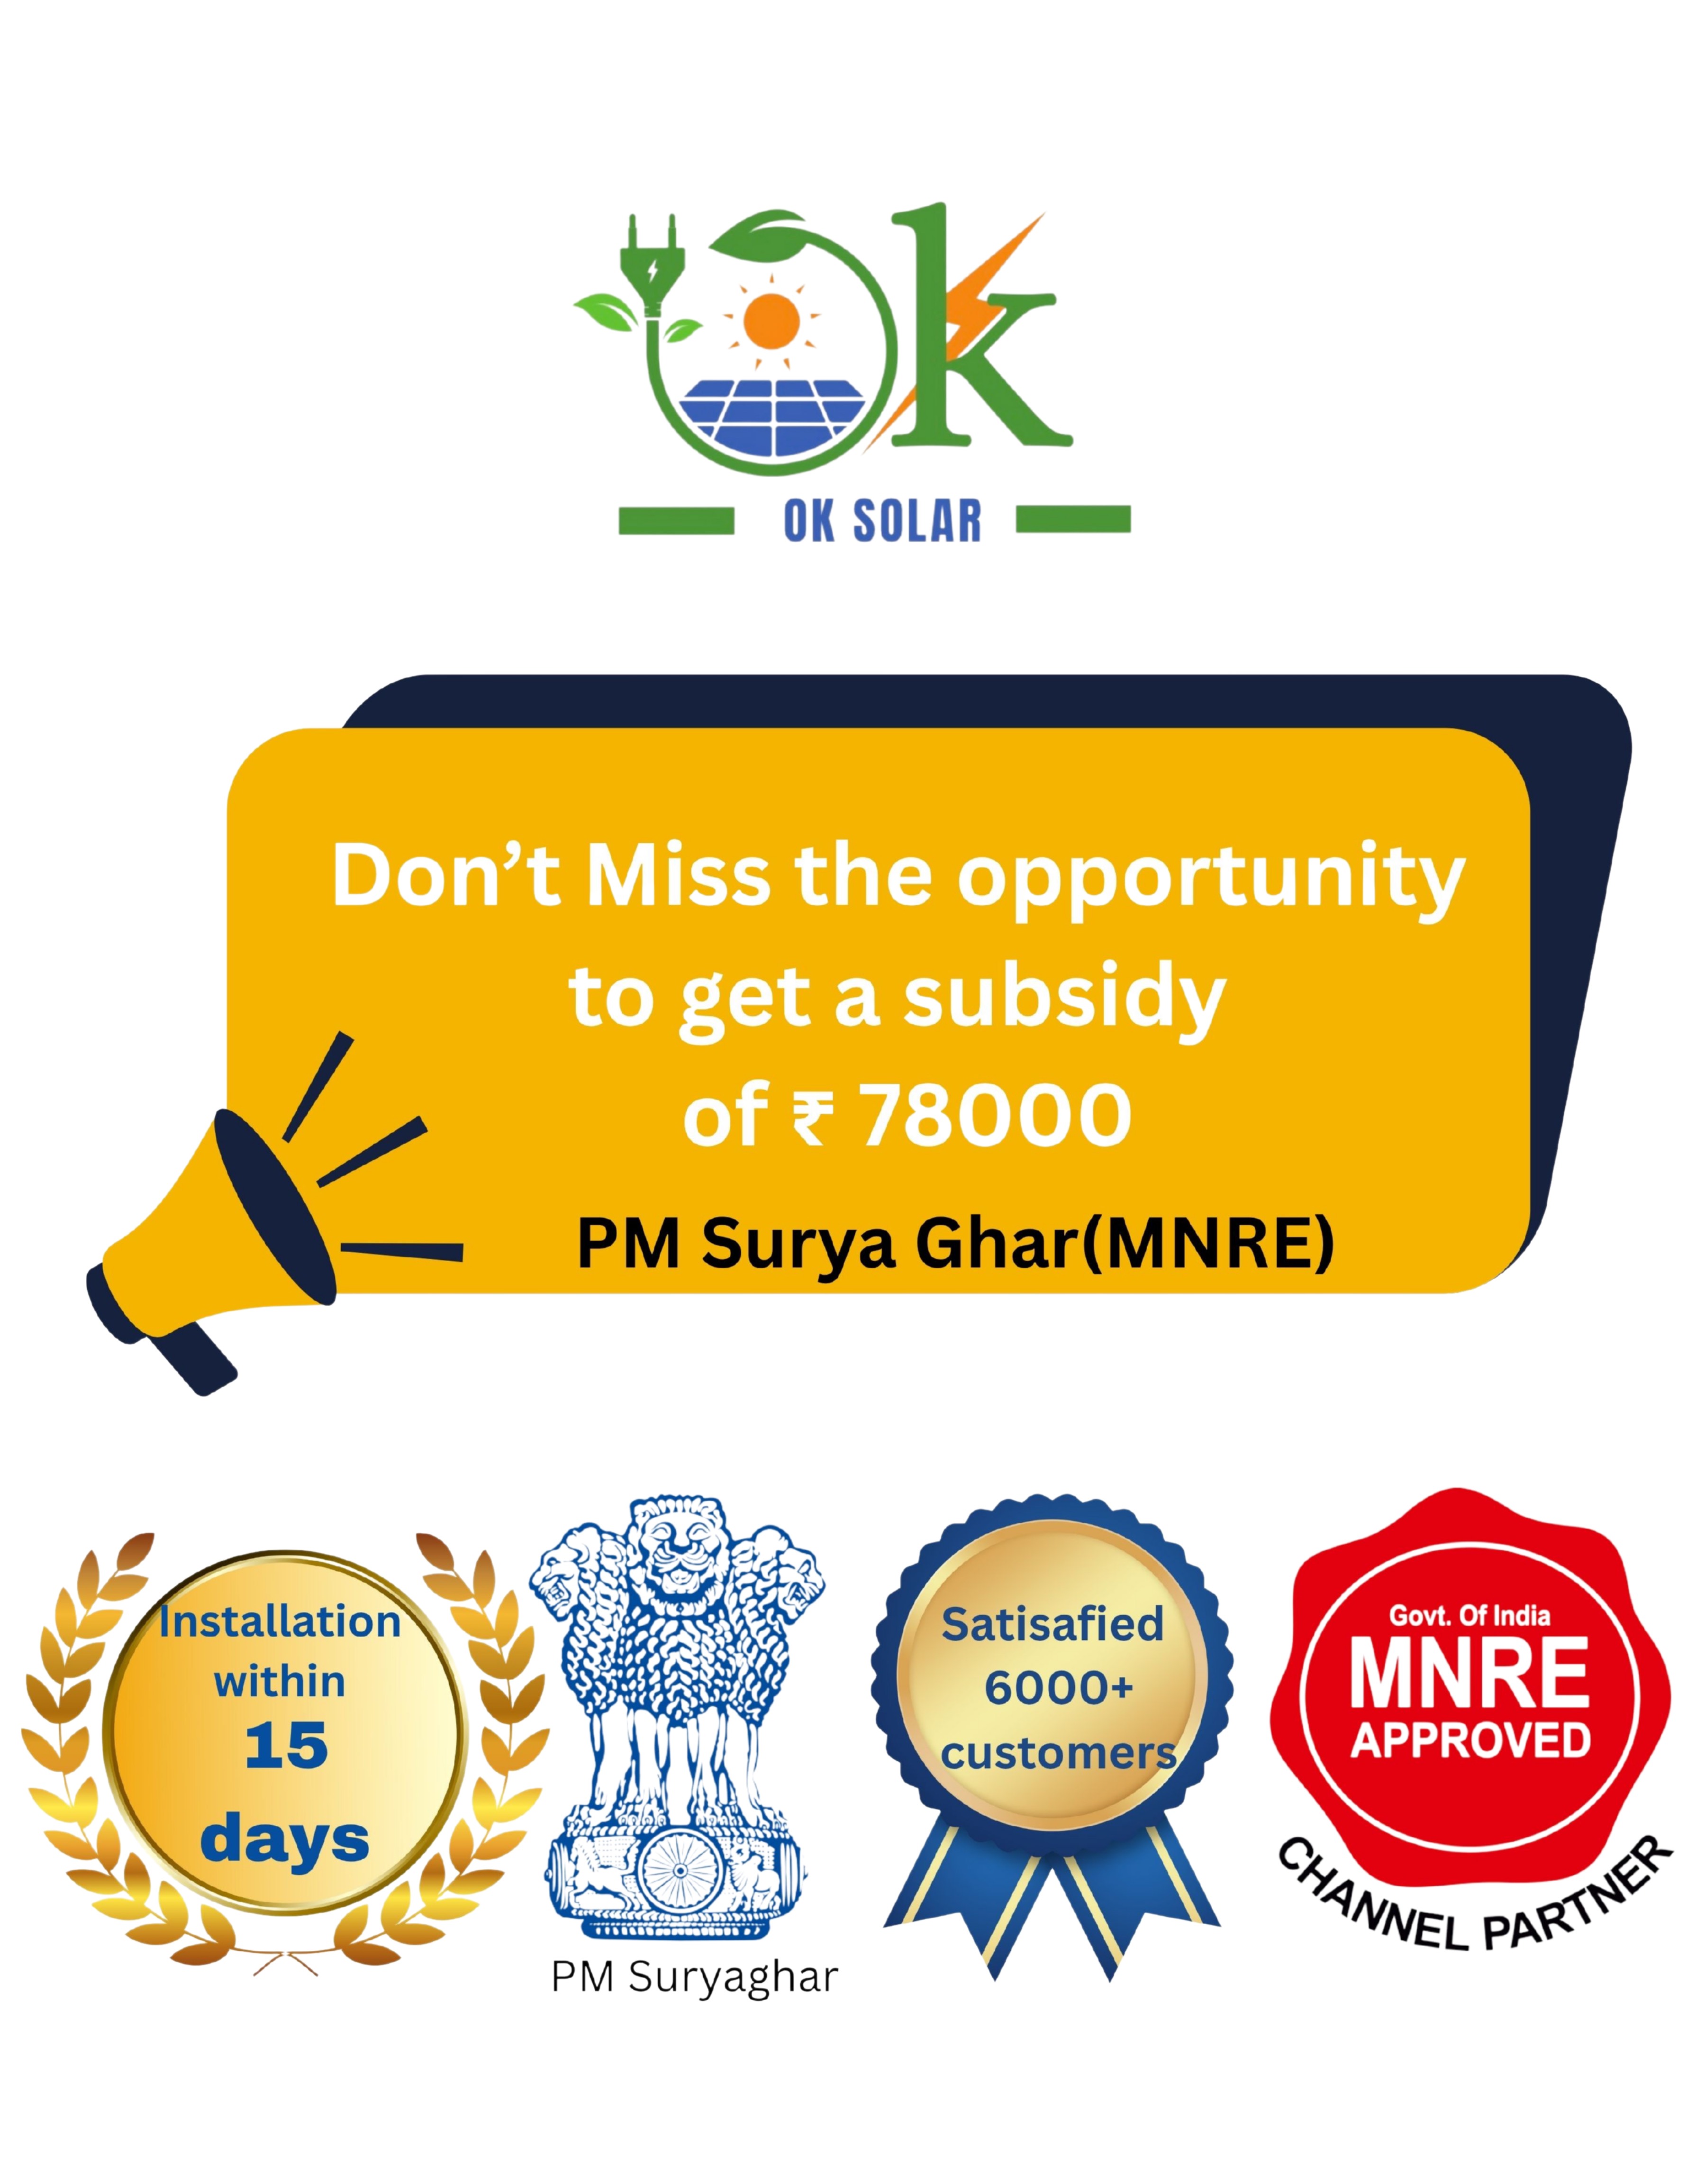 Ok
OK SOLAR
Don’t Miss the opportunity
to get a subsidy
of ₹ 78000
PM Surya Ghar(MNRE)
Installation
within
15
days
PM Suryaghar
Satisafied
6000+
customers
Govt. Of India
MNRE
APPROVED
CHANNEL PARTNER